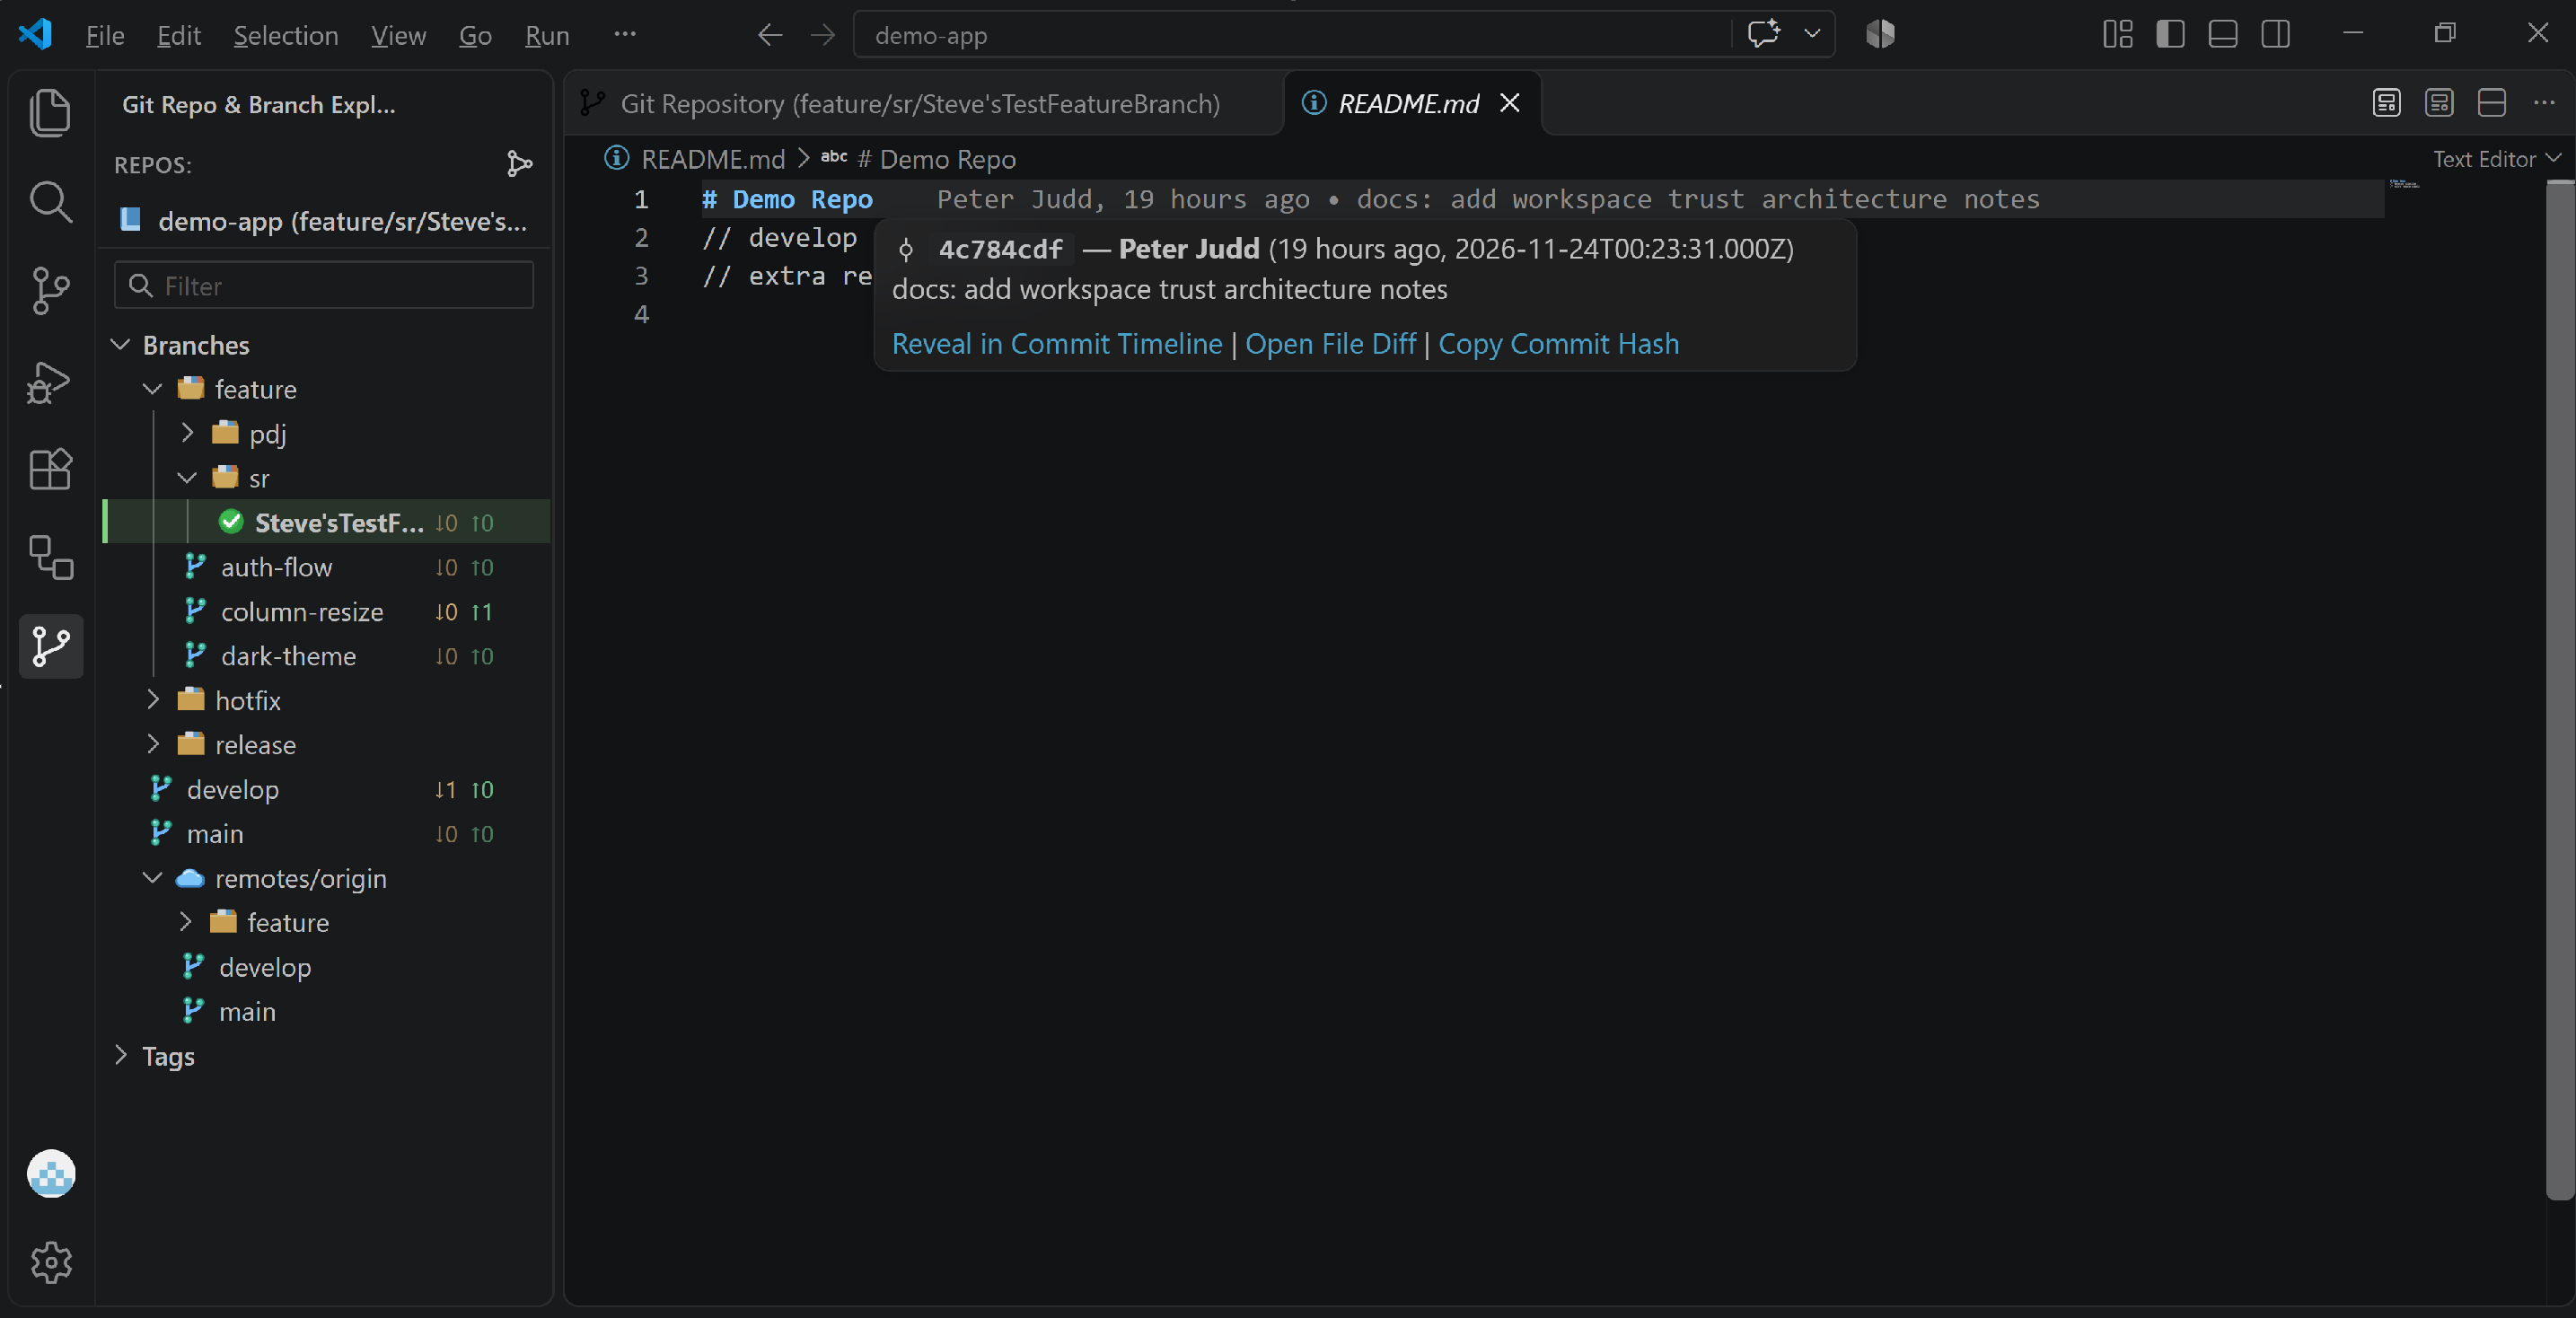 File Edit Selection View Go Run ···
demo-app
Git Repo & Branch Expl...
REPOS:
demo-app (feature/sr/Steve's...
Filter
Branches
feature
pdj
sr
Steve'sTestF... ↓0 ↑0
auth-flow ↓0 ↑0
column-resize ↓0 ↑1
dark-theme ↓0 ↑0
hotfix
release
develop ↓1 ↑0
main ↓0 ↑0
remotes/origin
feature
develop
main
Tags
Git Repository (feature/sr/Steve'sTestFeatureBranch)
README.md
README.md > abc # Demo Repo
Text Editor
1 # Demo Repo Peter Judd, 19 hours ago • docs: add workspace trust architecture notes
2 // develop
3 // extra re
4
4c784cdf — Peter Judd (19 hours ago, 2026-11-24T00:23:31.000Z)
docs: add workspace trust architecture notes
Reveal in Commit Timeline | Open File Diff | Copy Commit Hash